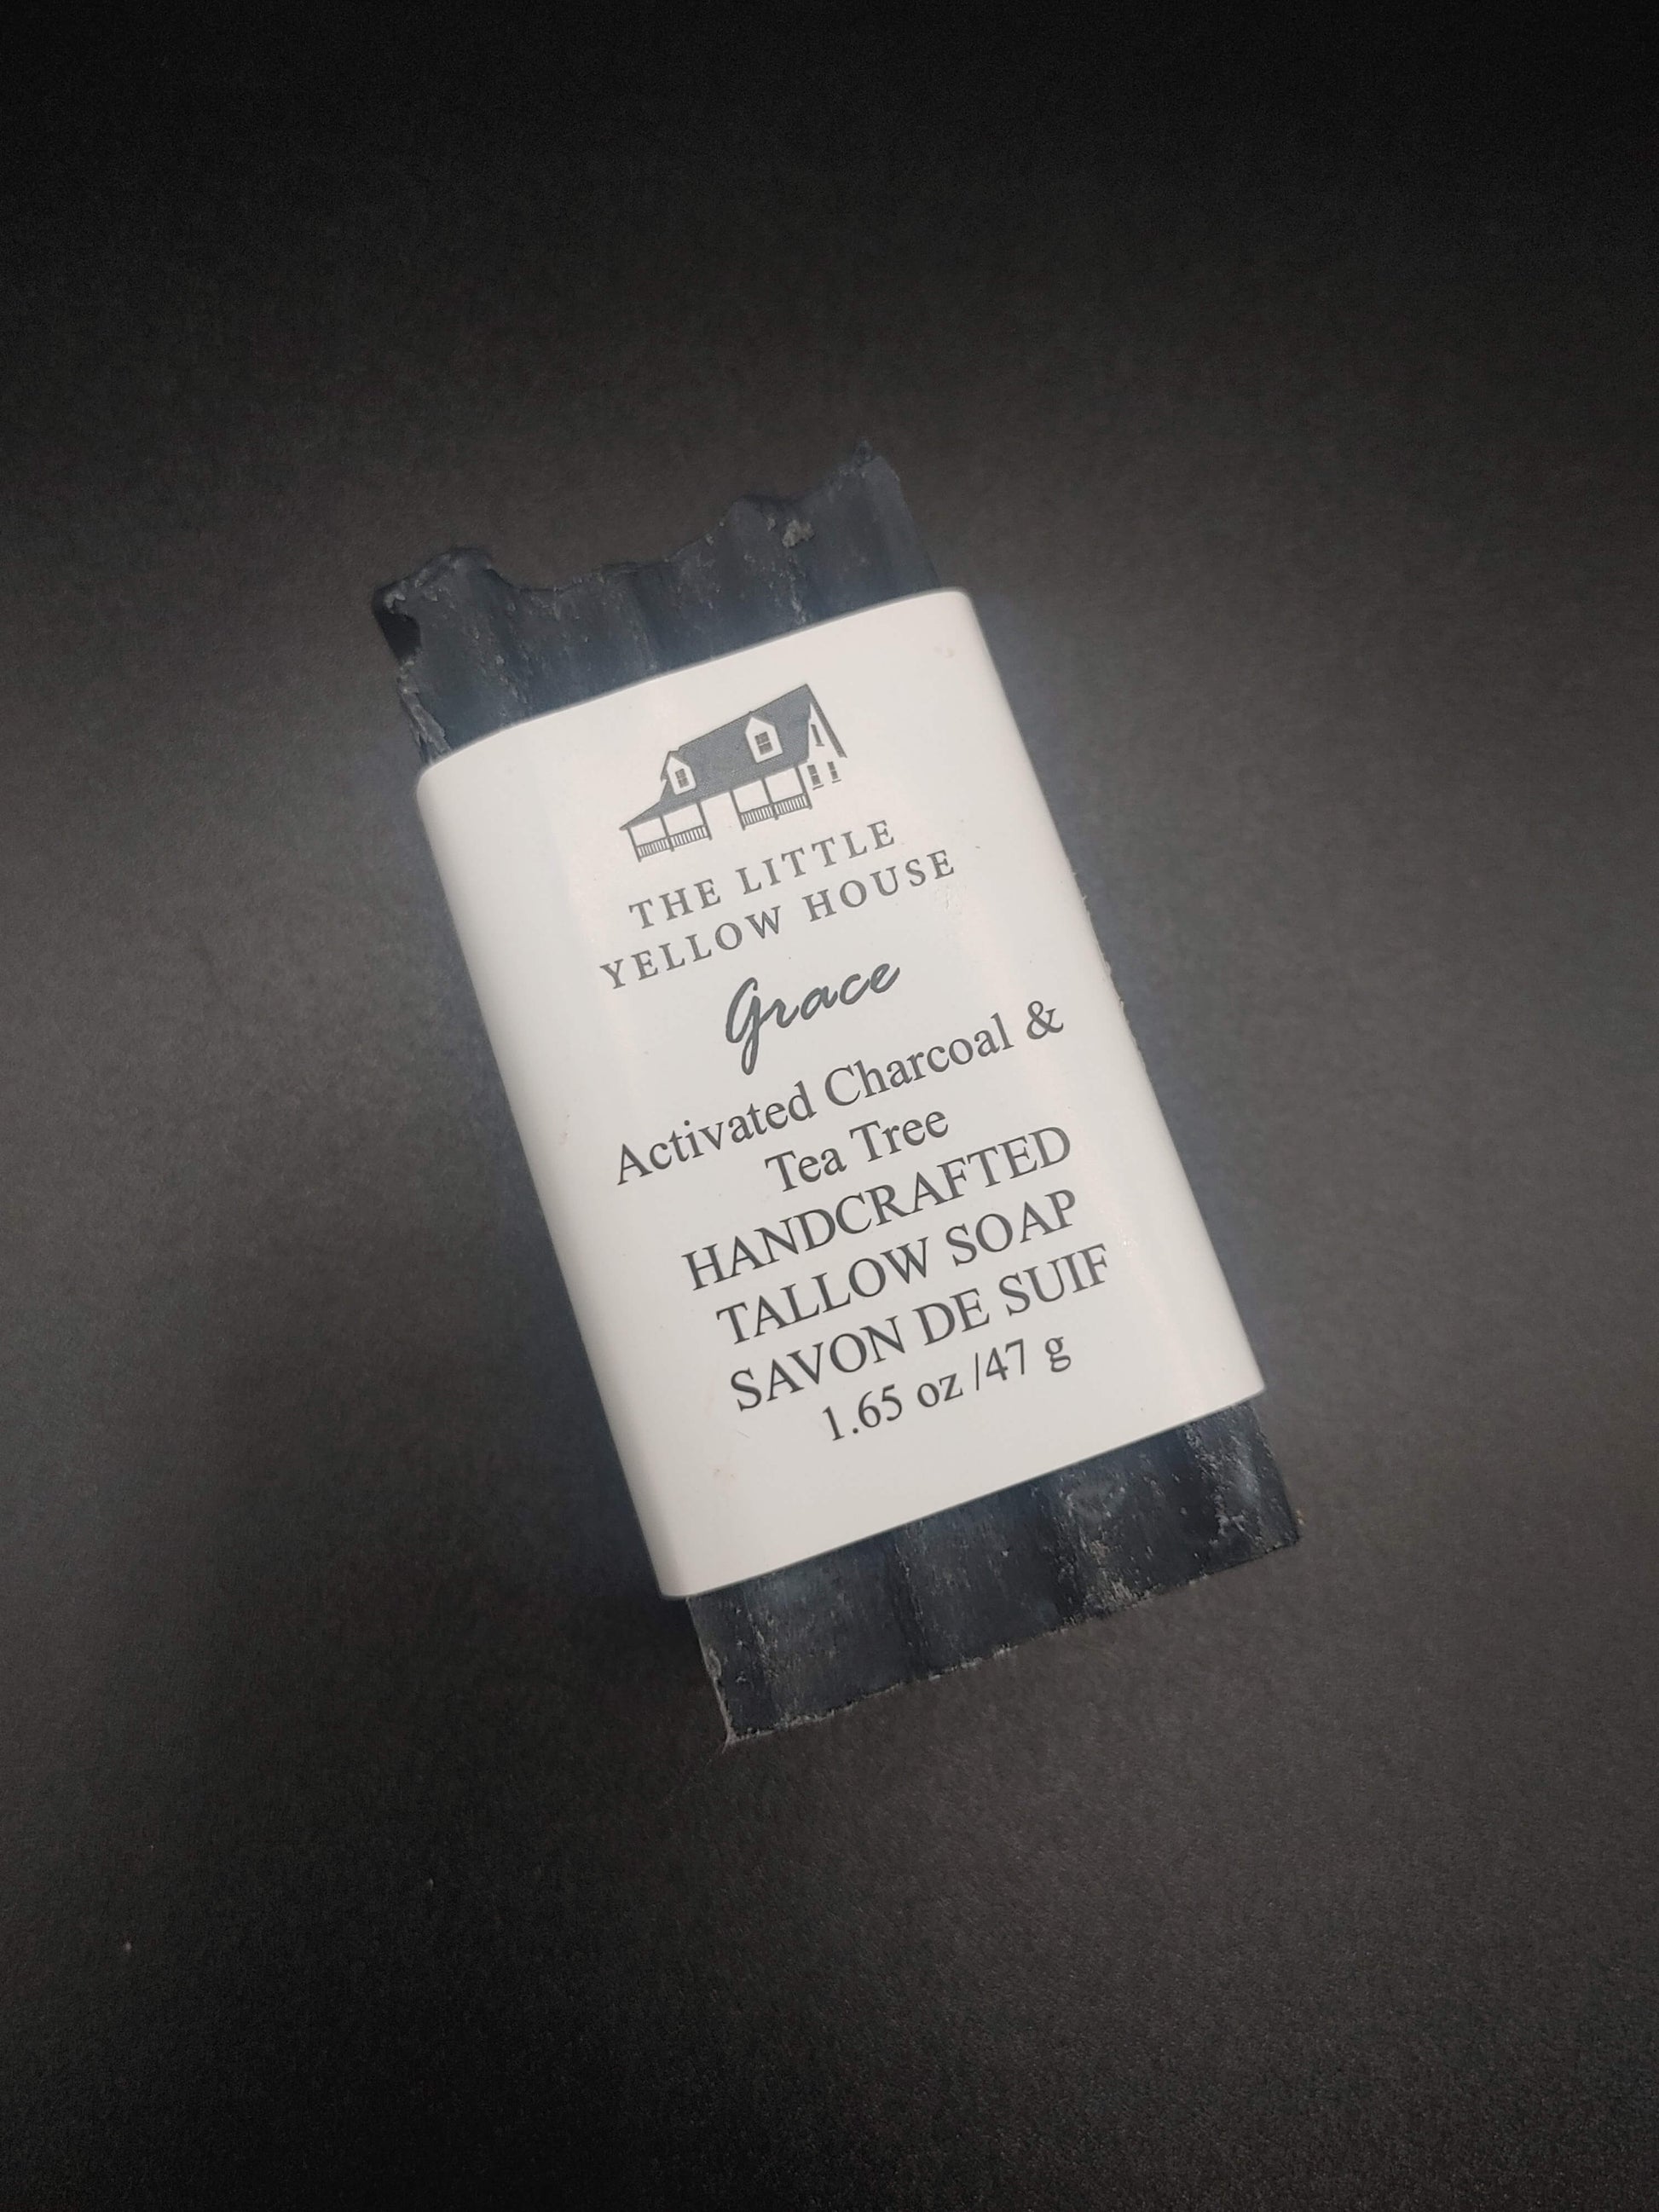 THE LITTLE
YELLOW HOUSE
Grace
Activated Charcoal &
Tea Tree
HANDCRAFTED
TALLOW SOAP
SAVON DE SUIF
1.65 oz /47 g